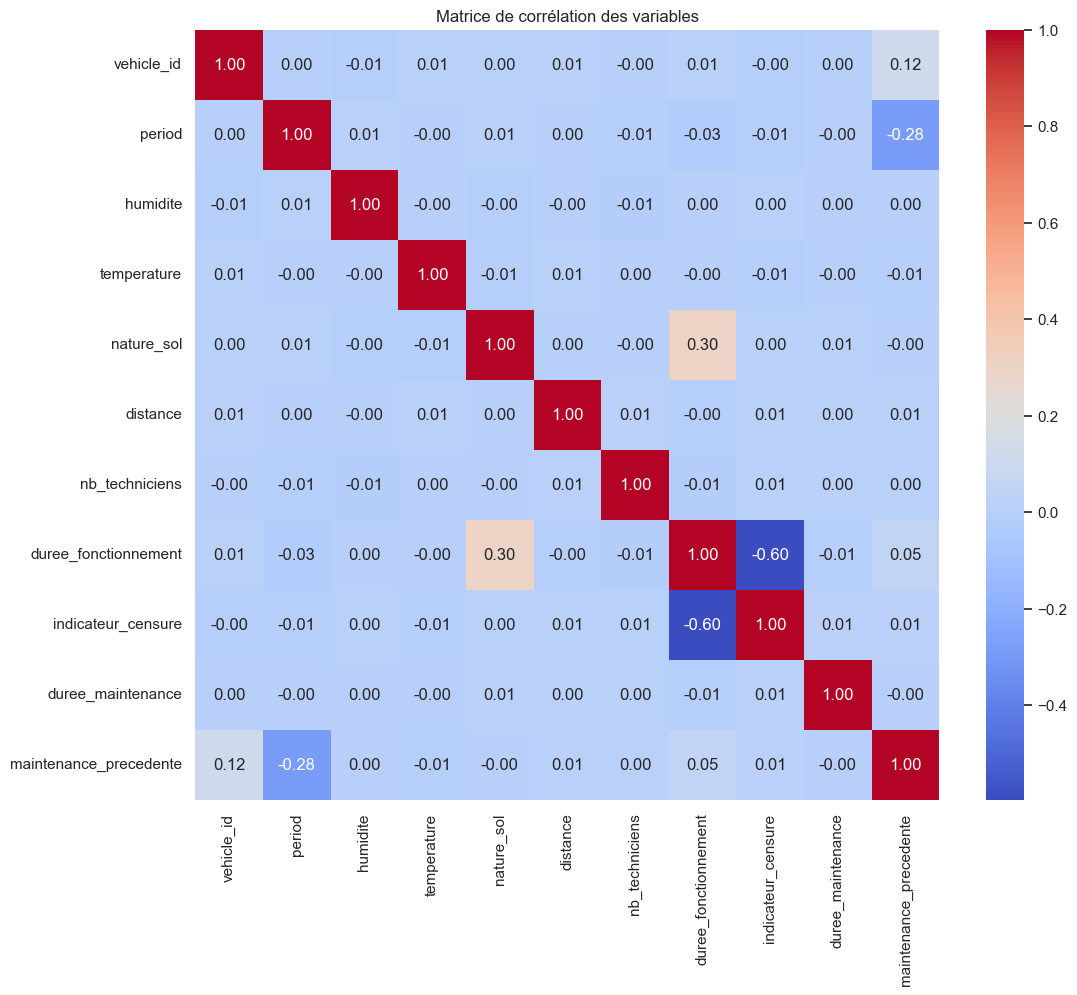 Matrice de corrélation des variables
vehicle_id 1.00 0.00 -0.01 0.01 0.00 0.01 -0.00 0.01 -0.00 0.00 0.12
period 0.00 1.00 0.01 -0.00 0.01 0.00 -0.01 -0.03 -0.01 -0.00 -0.28
humidite -0.01 0.01 1.00 -0.00 -0.00 -0.00 -0.01 0.00 0.00 0.00 0.00
temperature 0.01 -0.00 -0.00 1.00 -0.01 0.01 0.00 -0.00 -0.01 -0.00 -0.01
nature_sol 0.00 0.01 -0.00 -0.01 1.00 0.00 -0.00 0.30 0.00 0.01 -0.00
distance 0.01 0.00 -0.00 0.01 0.00 1.00 0.01 -0.00 0.01 0.00 0.01
nb_techniciens -0.00 -0.01 -0.01 0.00 -0.00 0.01 1.00 -0.01 0.01 0.00 0.00
duree_fonctionnement 0.01 -0.03 0.00 -0.00 0.30 -0.00 -0.01 1.00 -0.60 -0.01 0.05
indicateur_censure -0.00 -0.01 0.00 -0.01 0.00 0.01 0.01 -0.60 1.00 0.01 0.01
duree_maintenance 0.00 -0.00 0.00 -0.00 0.01 0.00 0.00 -0.01 0.01 1.00 -0.00
maintenance_precedente 0.12 -0.28 0.00 -0.01 -0.00 0.01 0.00 0.05 0.01 -0.00 1.00
vehicle_id
period
humidite
temperature
nature_sol
distance
nb_techniciens
duree_fonctionnement
indicateur_censure
duree_maintenance
maintenance_precedente
1.0
0.8
0.6
0.4
0.2
0.0
−0.2
−0.4